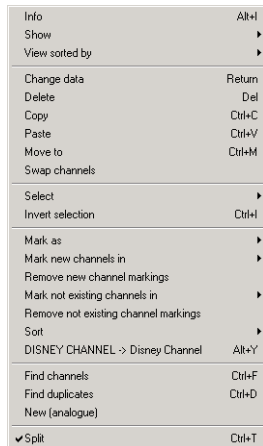 Info Alt+I
Show
View sorted by
Change data Return
Delete Del
Copy Ctrl+C
Paste Ctrl+V
Move to Ctrl+M
Swap channels
Select
Invert selection Ctrl+I
Mark as
Mark new channels in
Remove new channel markings
Mark not existing channels in
Remove not existing channel markings
Sort
DISNEY CHANNEL -> Disney Channel Alt+Y
Find channels Ctrl+F
Find duplicates Ctrl+D
New (analogue)
Split Ctrl+T